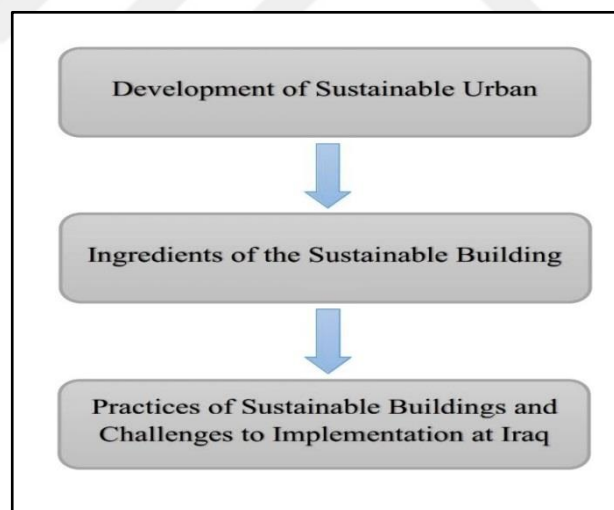 Development of Sustainable Urban
Ingredients of the Sustainable Building
Practices of Sustainable Buildings and
Challenges to Implementation at Iraq